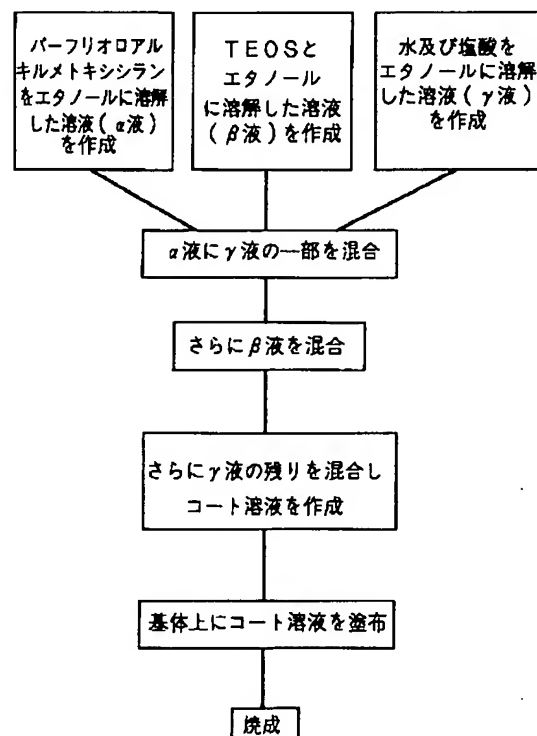 パーフリオロアル
キルメトキシシラン
をエタノールに溶解
した溶液(α液)
を作成
TEOSと
エタノール
に溶解した溶液
(β液)を作成
水及び塩酸を
エタノールに溶解
した溶液(γ液)
を作成
α液にγ液の一部を混合
さらにβ液を混合
さらにγ液の残りを混合し
コート溶液を作成
基体上にコート溶液を塗布
焼成